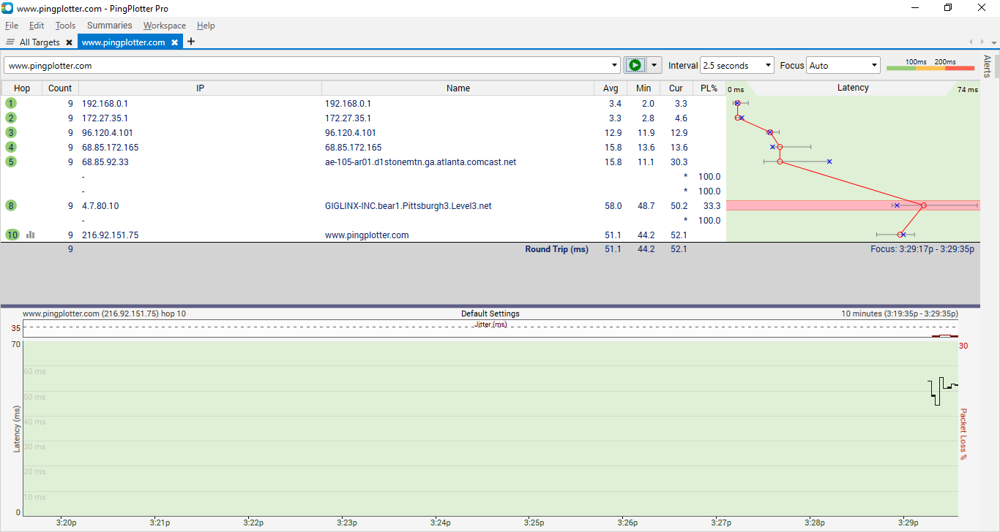 www.pingplotter.com - PingPlotter Pro
File Edit Tools Summaries Workspace Help
All Targets www.pingplotter.com
www.pingplotter.com Interval 2.5 seconds Focus Auto 100ms 200ms
Alerts
Hop Count IP Name Avg Min Cur PL% 0 ms Latency 74 ms
1 9 192.168.0.1 192.168.0.1 3.4 2.0 3.3
2 9 172.27.35.1 172.27.35.1 3.3 2.8 4.6
3 9 96.120.4.101 96.120.4.101 12.9 11.9 12.9
4 9 68.85.172.165 68.85.172.165 15.8 13.6 13.6
5 9 68.85.92.33 ae-105-ar01.d1stonemtn.ga.atlanta.comcast.net 15.8 11.1 30.3
- * 100.0
- * 100.0
8 9 4.7.80.10 GIGLINX-INC.bear1.Pittsburgh3.Level3.net 58.0 48.7 50.2 33.3
- * 100.0
10 9 216.92.151.75 www.pingplotter.com 51.1 44.2 52.1
9 Round Trip (ms) 51.1 44.2 52.1 Focus: 3:29:17p - 3:29:35p
www.pingplotter.com (216.92.151.75) hop 10 Default Settings 10 minutes (3:19:35p - 3:29:35p)
35 Jitter (ms)
70 30
60 ms
50 ms
40 ms
30 ms
20 ms
10 ms
0
Latency (ms)
Packet Loss %
3:20p 3:21p 3:22p 3:23p 3:24p 3:25p 3:26p 3:27p 3:28p 3:29p